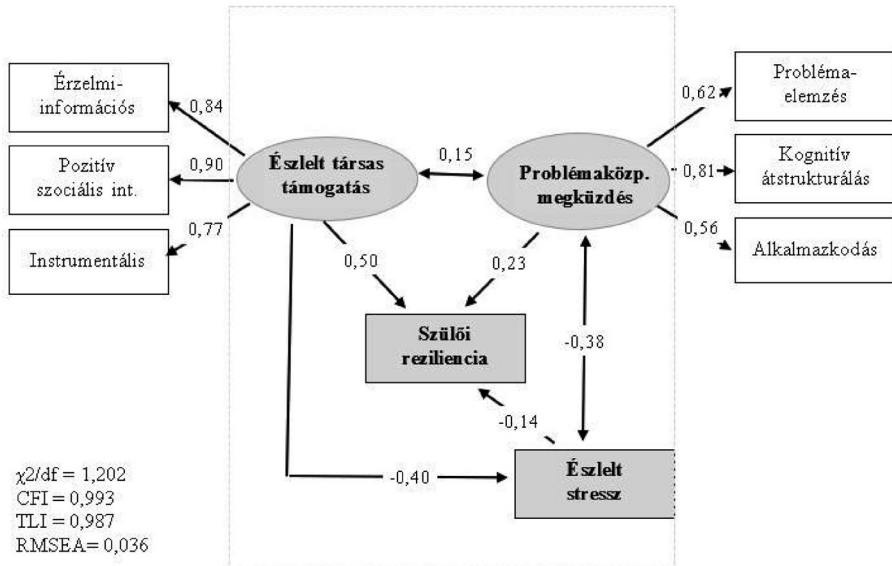 Érzelmi-
információs
Pozitív
szociális int.
Instrumentális
0,84
0,90
0,77
Észlelt társas
támogatás
0,15
Problémaközp.
megküzdés
0,62
0,81
0,56
Probléma-
elemzés
Kognitív
átstrukturálás
Alkalmazkodás
0,50
0,23
Szülői
reziliencia
-0,38
-0,14
-0,40
Észlelt
stressz
χ2/df = 1,202
CFI = 0,993
TLI = 0,987
RMSEA= 0,036